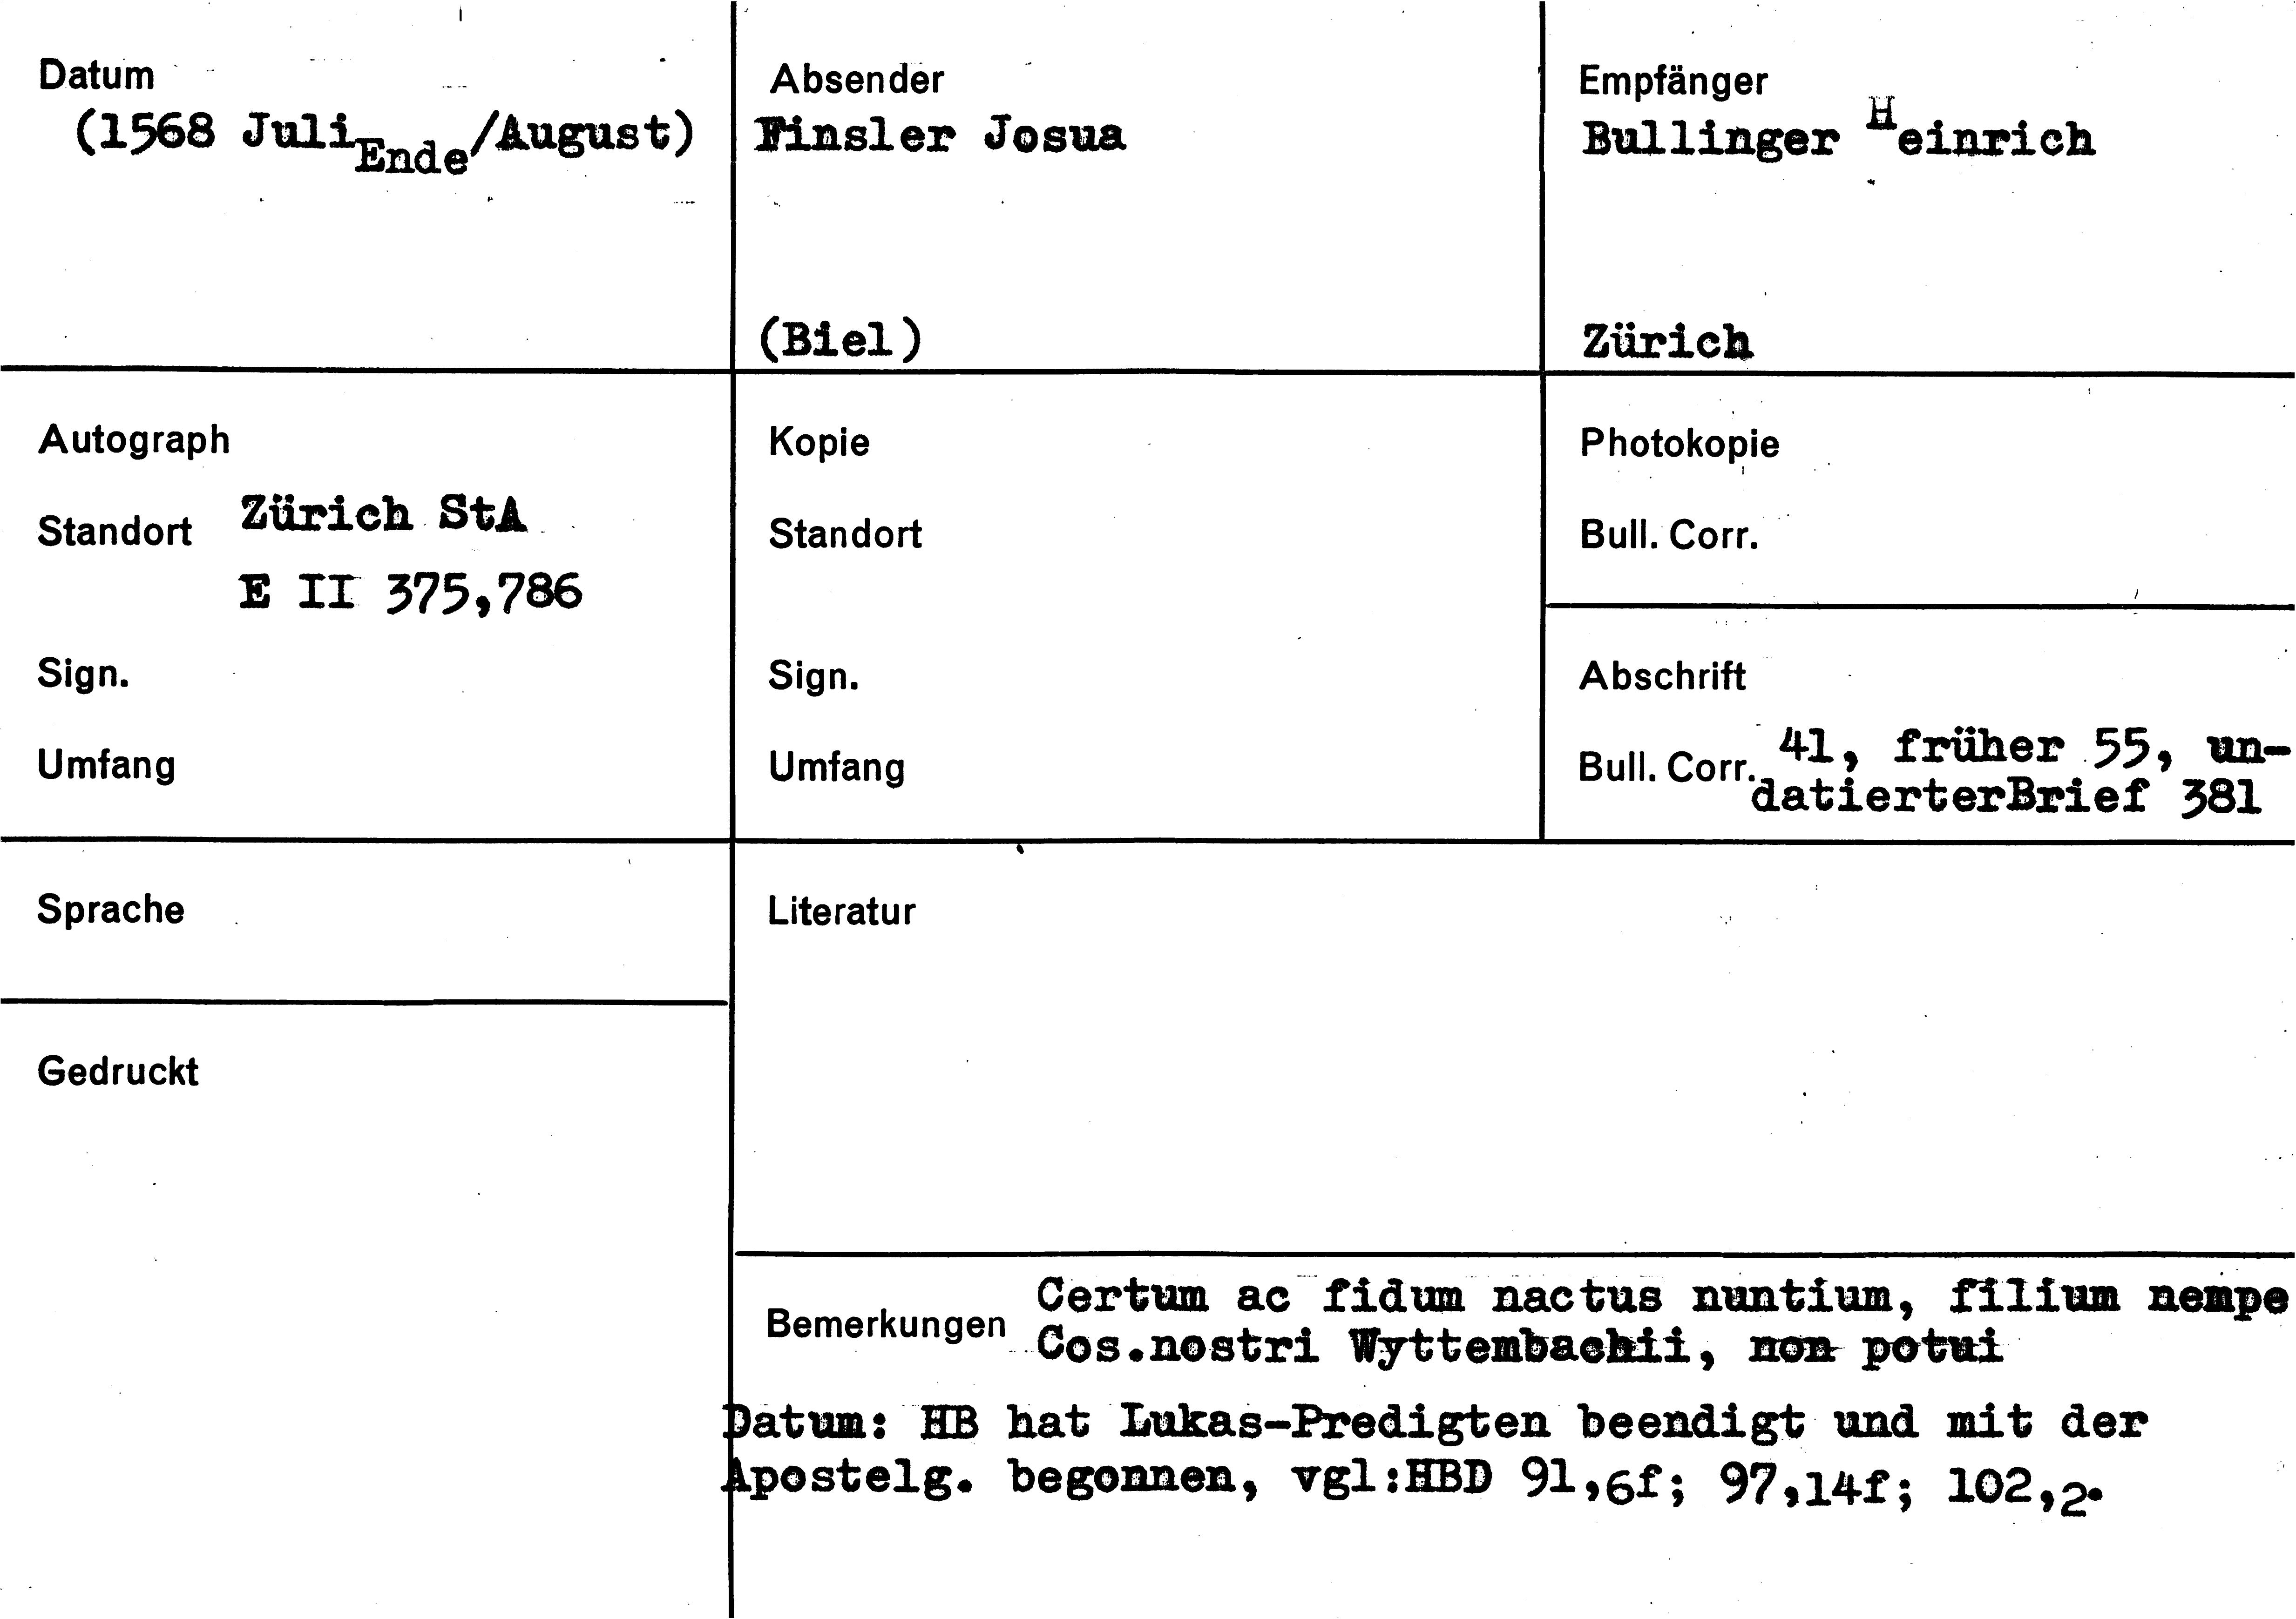 Datum
(1568 Juli Ende/August)
Absender
Finsler Josua
(Biel)
Empfänger
Bullinger Heinrich
Zürich
Autograph
Standort Zürich StA
E II 375,786
Sign.
Umfang
Kopie
Standort
Sign.
Umfang
Photokopie
Bull. Corr.
Abschrift
Bull. Corr. 41, früher 55, un-
datierterBrief 381
Sprache
Literatur
Gedruckt
Bemerkungen Certum ac fidum nactus nuntium, filium nempe
Cos.nostri Wyttembachii, non potui
Datum: HB hat Lukas-Predigten beendigt und mit der
Apostelg. begonnen, vgl:HBD 91,6f; 97,14f; 102,2.